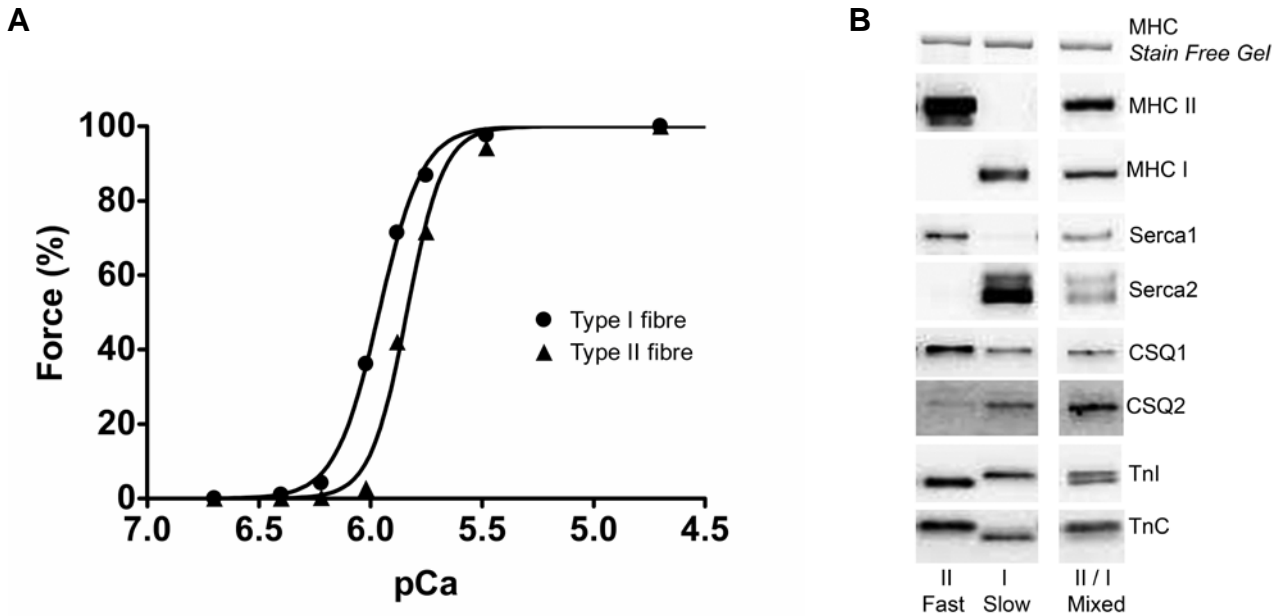 A
B
100
80
60
40
20
0
Force (%)
7.0 6.5 6.0 5.5 5.0 4.5
pCa
Type I fibre
Type II fibre
MHC
Stain Free Gel
MHC II
MHC I
Serca1
Serca2
CSQ1
CSQ2
TnI
TnC
II I II / I
Fast Slow Mixed